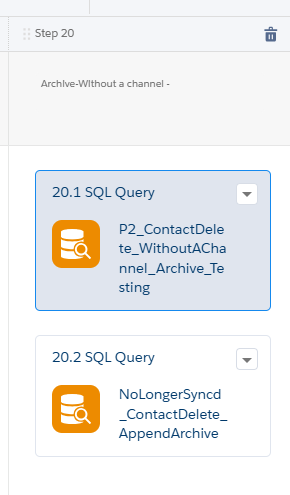 Step 20
Archive-Without a channel -
20.1 SQL Query
P2_ContactDele
te_WithoutACha
nnel_Archive_Te
sting
20.2 SQL Query
NoLongerSyncd
_ContactDelete_
AppendArchive